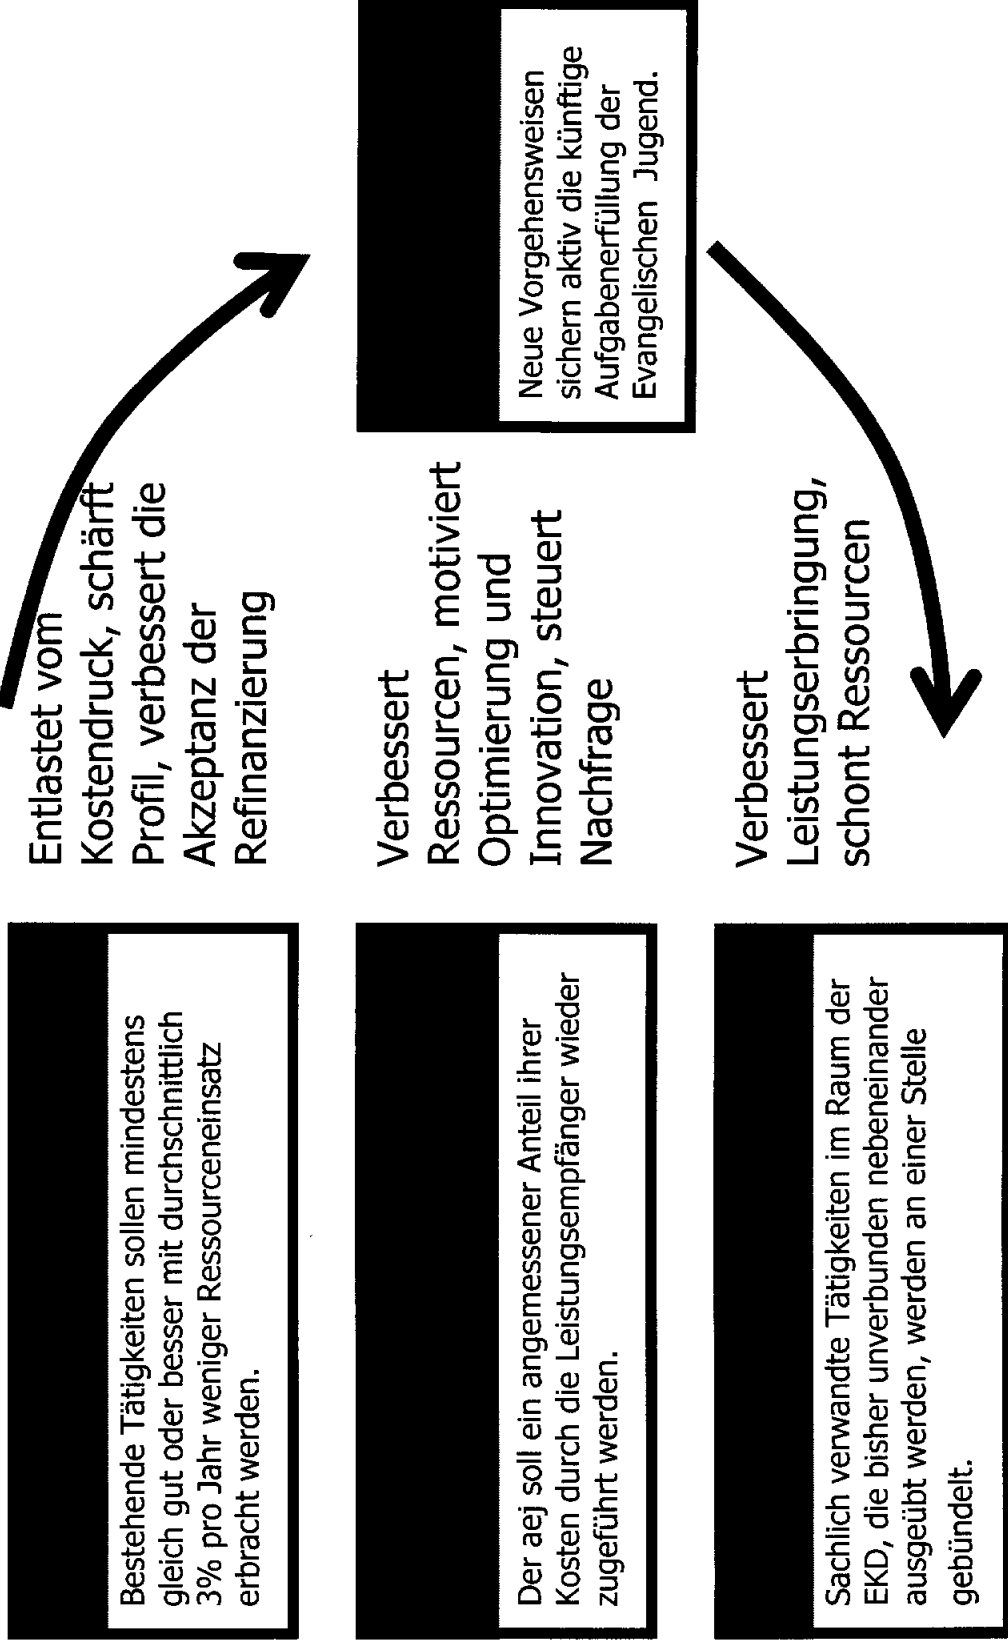 Bestehende Tätigkeiten sollen mindestens
gleich gut oder besser mit durchschnittlich
3% pro Jahr weniger Ressourceneinsatz
erbracht werden.
Entlastet vom
Kostendruck, schärft
Profil, verbessert die
Akzeptanz der
Refinanzierung
Der aej soll ein angemessener Anteil ihrer
Kosten durch die Leistungsempfänger wieder
zugeführt werden.
Verbessert
Ressourcen, motiviert
Optimierung und
Innovation, steuert
Nachfrage
Neue Vorgehensweisen
sichern aktiv die künftige
Aufgabenerfüllung der
Evangelischen Jugend.
Sachlich verwandte Tätigkeiten im Raum der
EKD, die bisher unverbunden nebeneinander
ausgeübt werden, werden an einer Stelle
gebündelt.
Verbessert
Leistungserbringung,
schont Ressourcen